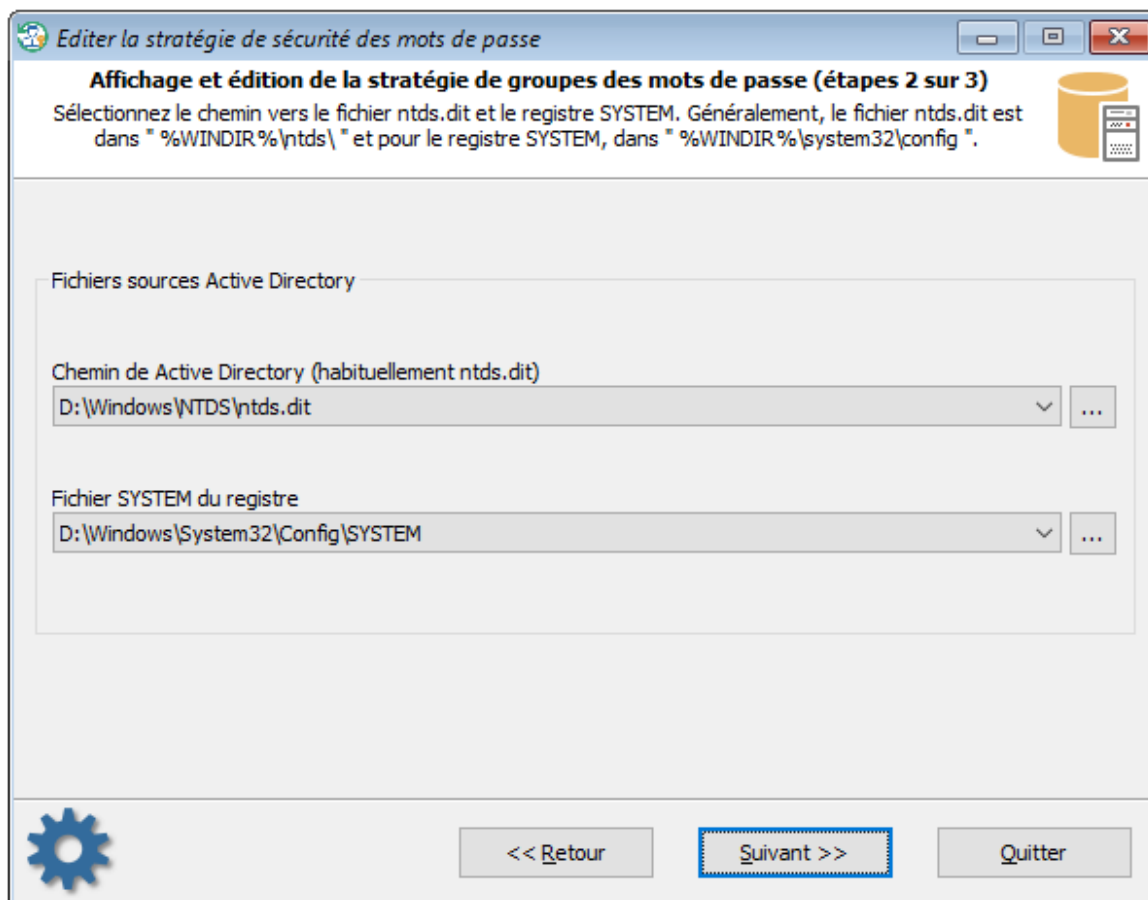 Editer la stratégie de sécurité des mots de passe
Affichage et édition de la stratégie de groupes des mots de passe (étapes 2 sur 3)
Sélectionnez le chemin vers le fichier ntds.dit et le registre SYSTEM. Généralement, le fichier ntds.dit est
dans " %WINDIR%\ntds\ " et pour le registre SYSTEM, dans " %WINDIR%\system32\config ".
Fichiers sources Active Directory
Chemin de Active Directory (habituellement ntds.dit)
D:\Windows\NTDS\ntds.dit
...
Fichier SYSTEM du registre
D:\Windows\System32\Config\SYSTEM
...
<< Retour
Suivant >>
Quitter